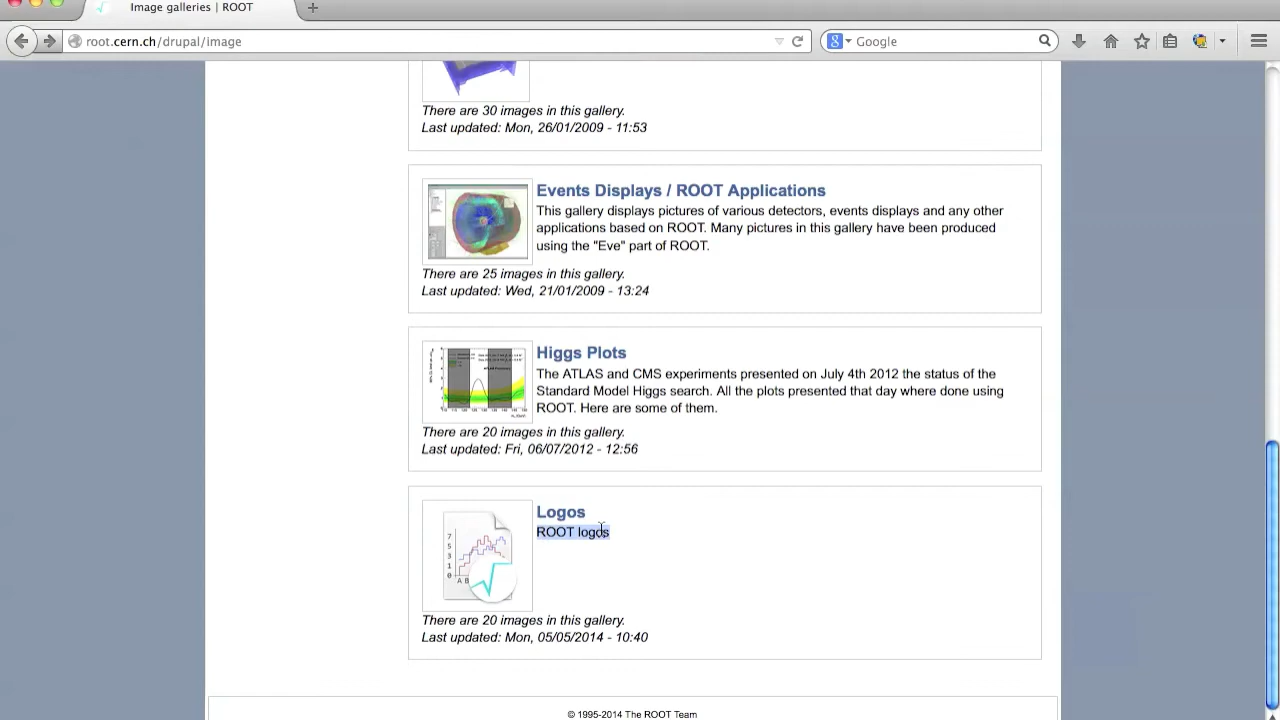 Image galleries | ROOT
root.cern.ch/drupal/image
Google
There are 30 images in this gallery.
Last updated: Mon, 26/01/2009 - 11:53
Events Displays / ROOT Applications
This gallery displays pictures of various detectors, events displays and any other
applications based on ROOT. Many pictures in this gallery have been produced
using the "Eve" part of ROOT.
There are 25 images in this gallery.
Last updated: Wed, 21/01/2009 - 13:24
Higgs Plots
The ATLAS and CMS experiments presented on July 4th 2012 the status of the
Standard Model Higgs search. All the plots presented that day where done using
ROOT. Here are some of them.
There are 20 images in this gallery.
Last updated: Fri, 06/07/2012 - 12:56
Logos
ROOT logos
7
5
3
1
0
A B
There are 20 images in this gallery.
Last updated: Mon, 05/05/2014 - 10:40
© 1995-2014 The ROOT Team